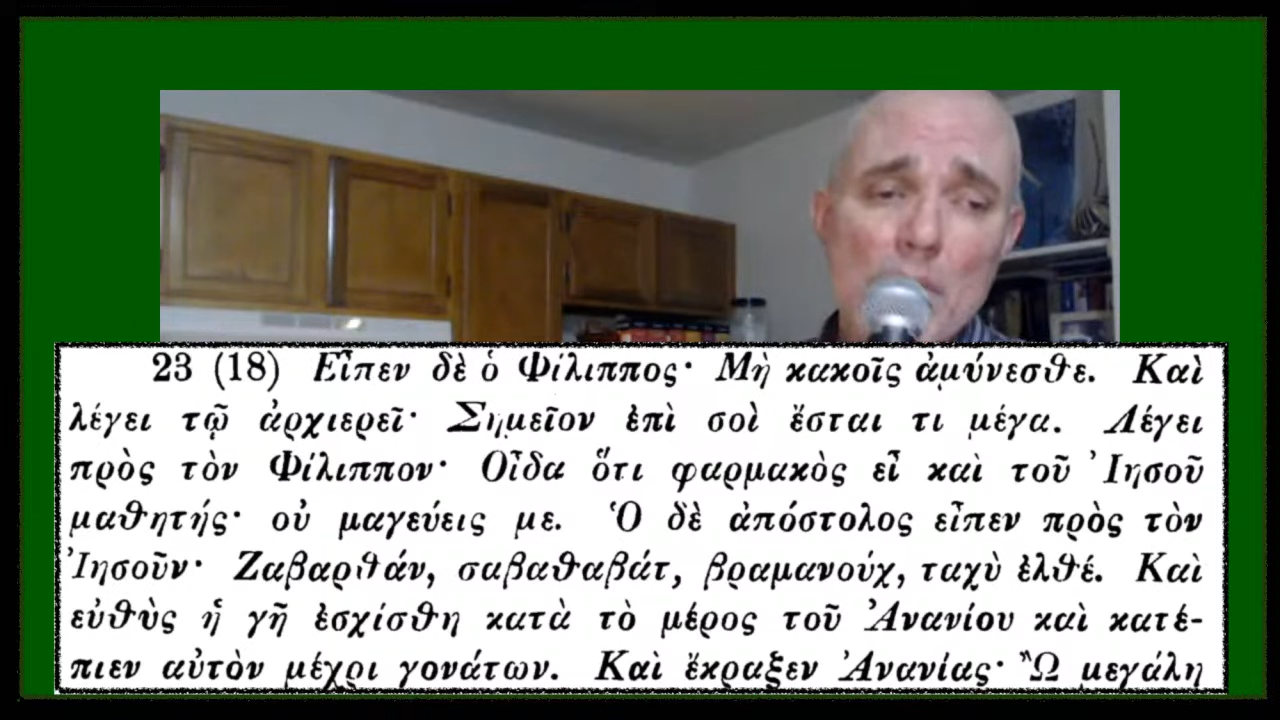 23 (18) Εἶπεν δὲ ὁ Φίλιππος· Μὴ κακοῖς ἀμύνεσθε. Καὶ
λέγει τῷ ἀρχιερεῖ· Σημεῖον ἐπὶ σοὶ ἔσται τι μέγα. Λέγει
πρὸς τὸν Φίλιππον· Οἶδα ὅτι φαρμακὸς εἶ καὶ τοῦ Ἰησοῦ
μαθητής· οὐ μαγεύεις με. Ὁ δὲ ἀπόστολος εἶπεν πρὸς τὸν
Ἰησοῦν· Ζαβαρθάν, σαβαθαβάτ, βραμανούχ, ταχὺ ἐλθέ. Καὶ
εὐθὺς ἡ γῆ ἐσχίσθη κατὰ τὸ μέρος τοῦ Ἀνανίου καὶ κατέ-
πιεν αὐτὸν μέχρι γονάτων. Καὶ ἔκραξεν Ἀνανίας· Ὢ μεγάλη